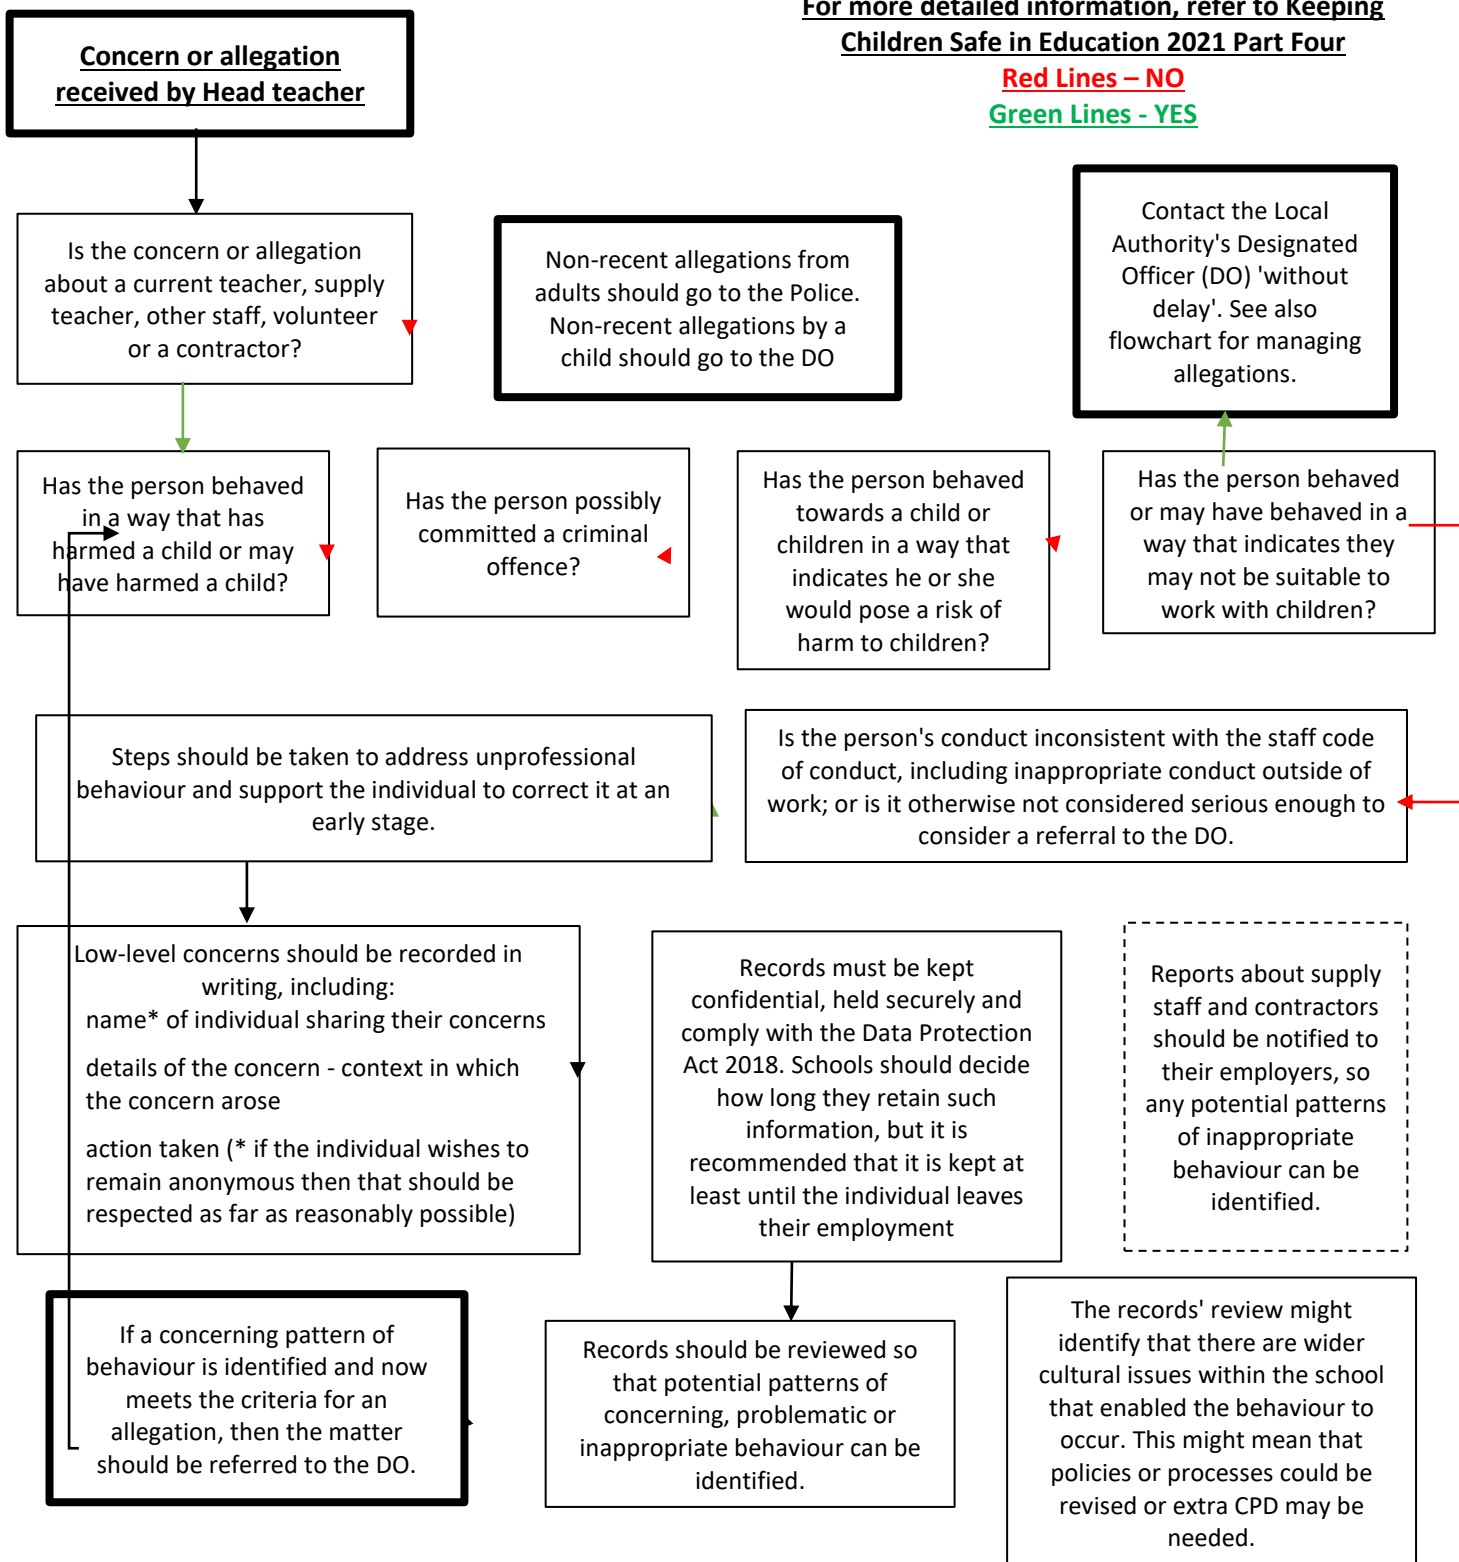 For more detailed information, refer to Keeping
Children Safe in Education 2021 Part Four
Red Lines – NO
Green Lines - YES
Concern or allegation
received by Head teacher
Is the concern or allegation
about a current teacher, supply
teacher, other staff, volunteer
or a contractor?
Non-recent allegations from
adults should go to the Police.
Non-recent allegations by a
child should go to the DO
Contact the Local
Authority's Designated
Officer (DO) 'without
delay'. See also
flowchart for managing
allegations.
Has the person behaved
in a way that has
harmed a child or may
have harmed a child?
Has the person possibly
committed a criminal
offence?
Has the person behaved
towards a child or
children in a way that
indicates he or she
would pose a risk of
harm to children?
Has the person behaved
or may have behaved in a
way that indicates they
may not be suitable to
work with children?
Steps should be taken to address unprofessional
behaviour and support the individual to correct it at an
early stage.
Is the person's conduct inconsistent with the staff code
of conduct, including inappropriate conduct outside of
work; or is it otherwise not considered serious enough to
consider a referral to the DO.
Low-level concerns should be recorded in
writing, including:
name* of individual sharing their concerns
details of the concern - context in which
the concern arose
action taken (* if the individual wishes to
remain anonymous then that should be
respected as far as reasonably possible)
Records must be kept
confidential, held securely and
comply with the Data Protection
Act 2018. Schools should decide
how long they retain such
information, but it is
recommended that it is kept at
least until the individual leaves
their employment
Reports about supply
staff and contractors
should be notified to
their employers, so
any potential patterns
of inappropriate
behaviour can be
identified.
If a concerning pattern of
behaviour is identified and now
meets the criteria for an
allegation, then the matter
should be referred to the DO.
Records should be reviewed so
that potential patterns of
concerning, problematic or
inappropriate behaviour can be
identified.
The records' review might
identify that there are wider
cultural issues within the school
that enabled the behaviour to
occur. This might mean that
policies or processes could be
revised or extra CPD may be
needed.